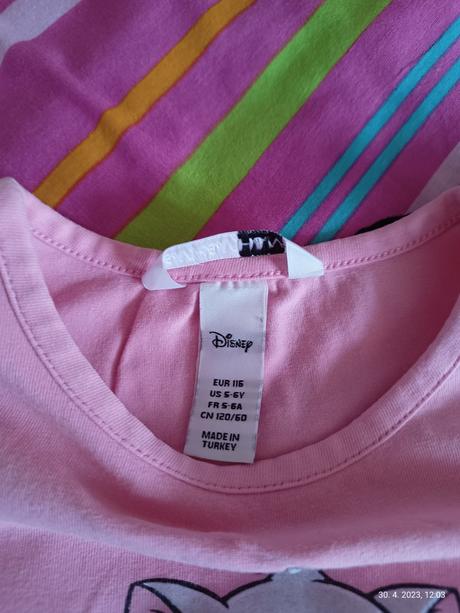 Disney
EUR 116
US 5-6Y
FR 5-6A
CN 120/60
MADE IN
TURKEY
30. 4. 2023, 12:03